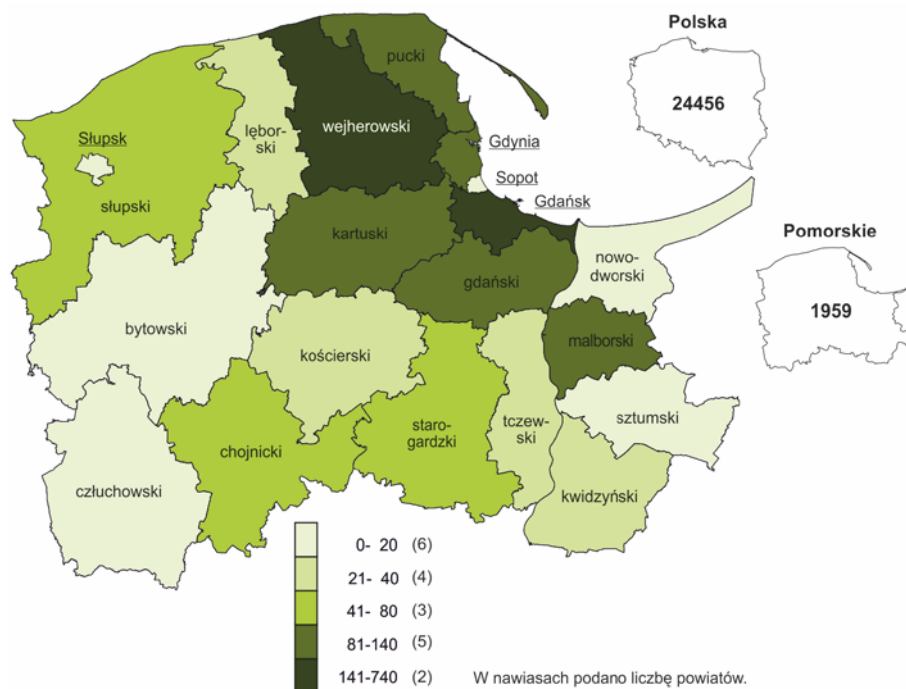 Polska
24456
pucki
wejherowski
lębor-
ski
Słupsk
słupski
Gdynia
Sopot
Gdańsk
kartuski
gdański
nowo-
dworski
Pomorskie
1959
bytowski
kościerski
malborski
sztumski
staro-
gardzki
tczew-
ski
chojnicki
człuchowski
kwidzyński
0- 20 (6)
21- 40 (4)
41- 80 (3)
81-140 (5)
141-740 (2)
W nawiasach podano liczbę powiatów.